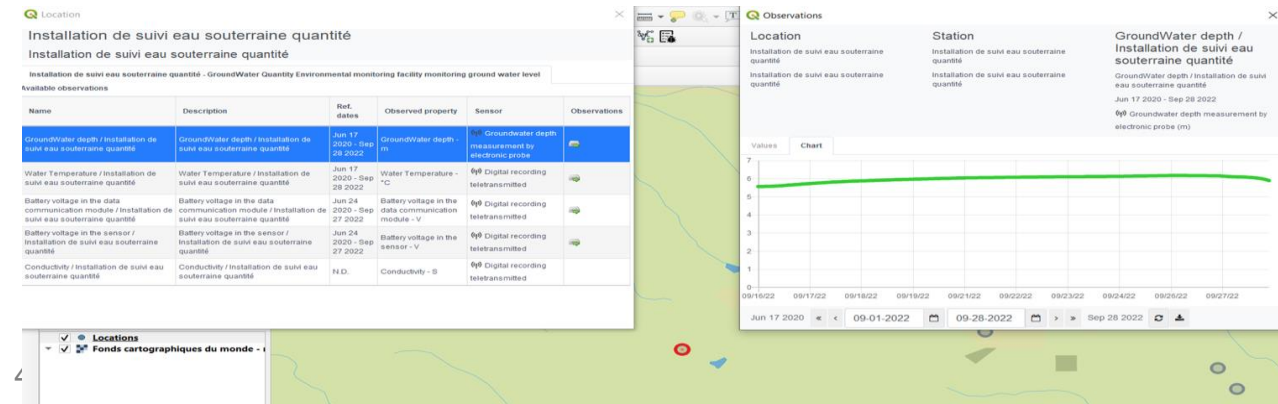 Location
Installation de suivi eau souterraine quantité
Installation de suivi eau souterraine quantité
Installation de suivi eau souterraine quantité - GroundWater Quantity Environmental monitoring facility monitoring ground water level
Available observations
Name Description Ref. dates Observed property Sensor Observations
GroundWater depth / Installation de suivi eau souterraine quantité GroundWater depth / Installation de suivi eau souterraine quantité Jun 17 2020 - Sep 28 2022 GroundWater depth - m Groundwater depth measurement by electronic probe
Water Temperature / Installation de suivi eau souterraine quantité Water Temperature / Installation de suivi eau souterraine quantité Jun 17 2020 - Sep 28 2022 Water Temperature - °C Digital recording teletransmitted
Battery voltage in the data communication module / Installation de suivi eau souterraine quantité Battery voltage in the data communication module / Installation de suivi eau souterraine quantité Jun 24 2020 - Sep 27 2022 Battery voltage in the data communication module - V Digital recording teletransmitted
Battery voltage in the sensor / Installation de suivi eau souterraine quantité Battery voltage in the sensor / Installation de suivi eau souterraine quantité Jun 24 2020 - Sep 27 2022 Battery voltage in the sensor - V Digital recording teletransmitted
Conductivity / Installation de suivi eau souterraine quantité Conductivity / Installation de suivi eau souterraine quantité N.D. Conductivity - S Digital recording teletransmitted
Locations
Fonds cartographiques du monde -
4
Observations
Location
Installation de suivi eau souterraine
quantité
Installation de suivi eau souterraine
quantité
Station
Installation de suivi eau souterraine
quantité
Installation de suivi eau souterraine
quantité
GroundWater depth /
Installation de suivi eau
souterraine quantité
GroundWater depth / Installation de suivi
eau souterraine quantité
Jun 17 2020 - Sep 28 2022
Groundwater depth measurement by
electronic probe (m)
Values Chart
7
6
5
4
3
2
1
0
09/16/22 09/17/22 09/18/22 09/19/22 09/21/22 09/22/22 09/23/22 09/24/22 09/26/22 09/27/22
Jun 17 2020 « ‹ 09-01-2022 09-28-2022 › » Sep 28 2022